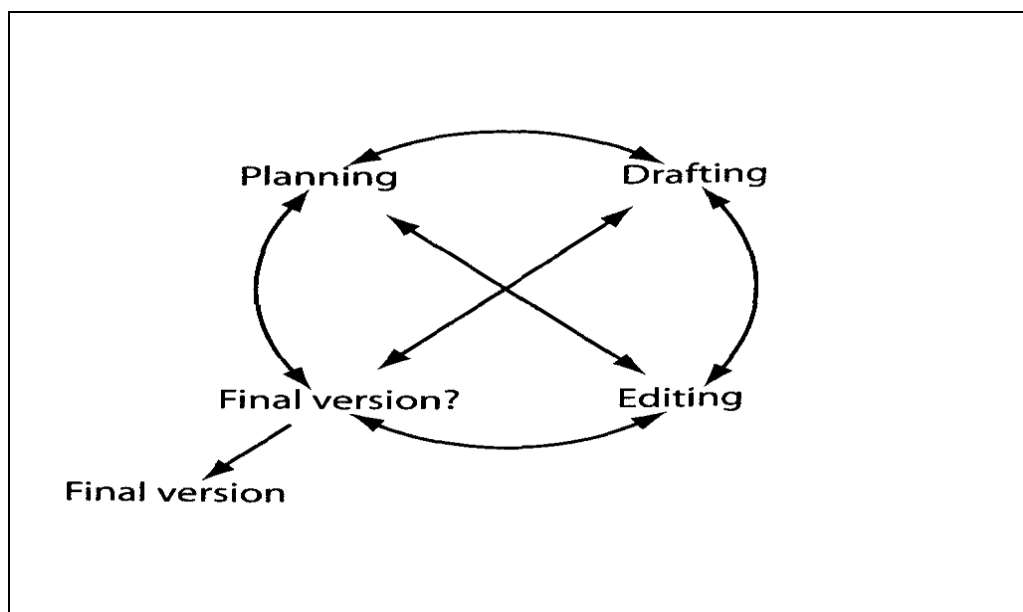 Planning
Drafting
Final version?
Editing
Final version